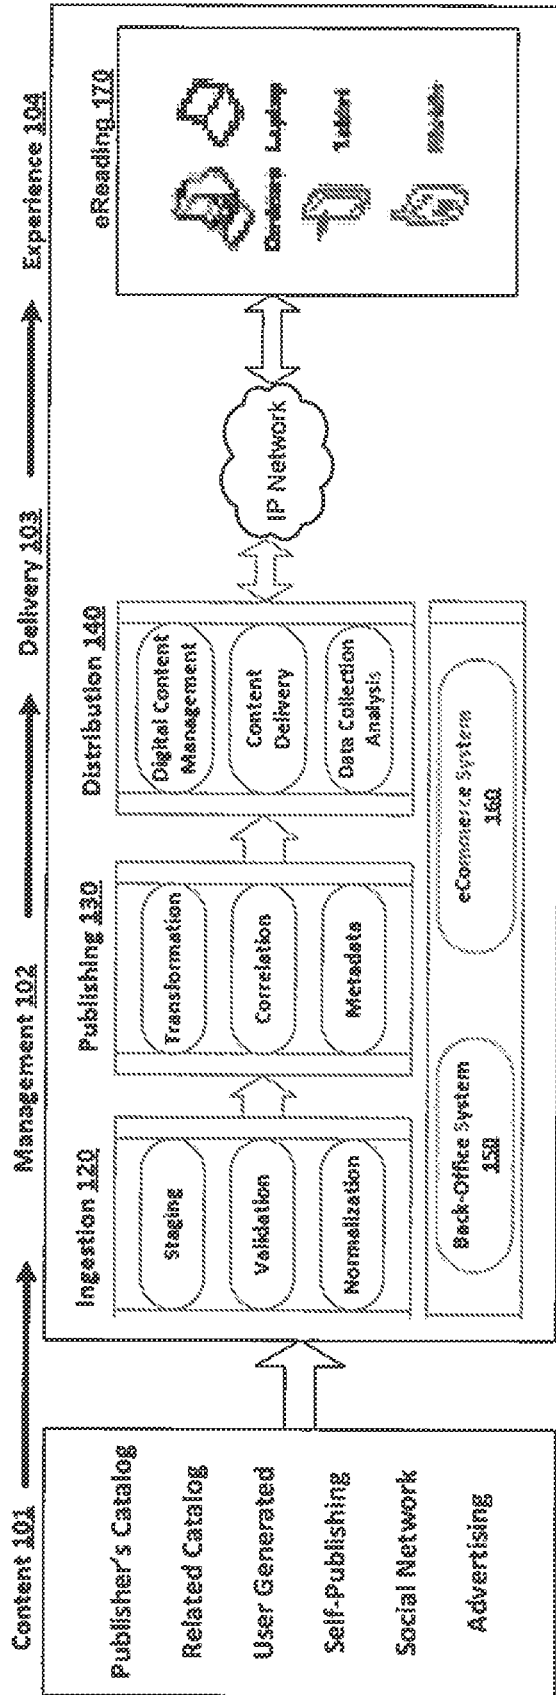 Content 101
Management 102
Delivery 103
Experience 104
Publisher's Catalog
Related Catalog
User Generated
Self-Publishing
Social Network
Advertising
Ingestion 120
Staging
Validation
Normalization
Publishing 130
Transformation
Correlation
Metadata
Distribution 140
Digital Content
Management
Content
Delivery
Data Collection
Analysis
Back-Office System
150
eCommerce System
160
IP Network
eReading 170
Desktops
Laptop
Tablet